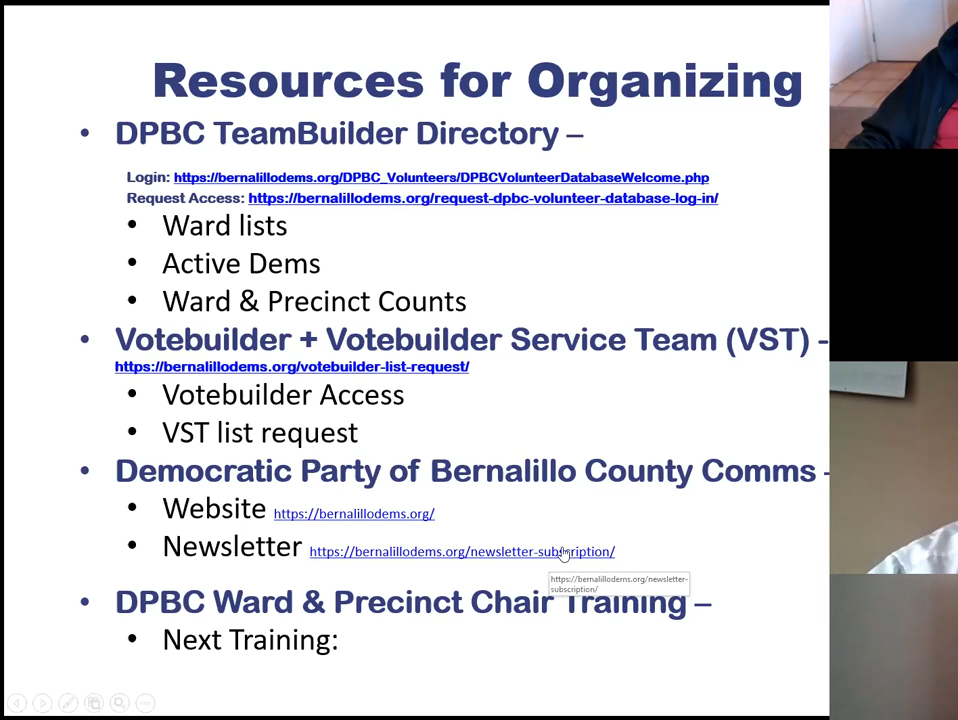 Resources for Organizing
• DPBC TeamBuilder Directory –
Login: https://bernalillodems.org/DPBC_Volunteers/DPBCVolunteerDatabaseWelcome.php
Request Access: https://bernalillodems.org/request-dpbc-volunteer-database-log-in/
• Ward lists
• Active Dems
• Ward & Precinct Counts
• Votebuilder + Votebuilder Service Team (VST) -
https://bernalillodems.org/votebuilder-list-request/
• Votebuilder Access
• VST list request
• Democratic Party of Bernalillo County Comms -
• Website https://bernalillodems.org/
• Newsletter https://bernalillodems.org/newsletter-subscription/
https://bernalillodems.org/newsletter-
subscription/
• DPBC Ward & Precinct Chair Training –
• Next Training: